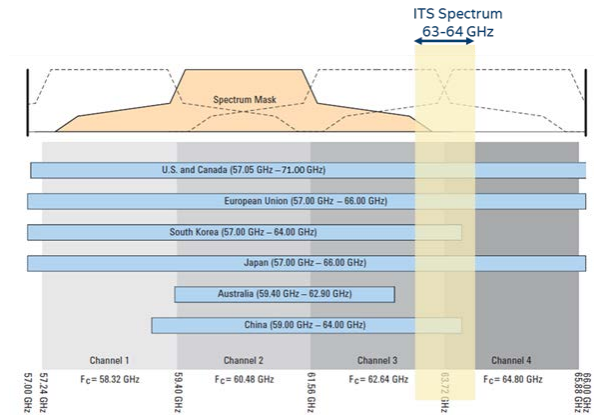 ITS Spectrum
63-64 GHz
Spectrum Mask
U.S. and Canada (57.05 GHz – 71.00 GHz)
European Union (57.00 GHz – 66.00 GHz)
South Korea (57.00 GHz – 64.00 GHz)
Japan (57.00 GHz – 66.00 GHz)
Australia (59.40 GHz – 62.90 GHz)
China (59.00 GHz – 64.00 GHz)
Channel 1 Channel 2 Channel 3 Channel 4
FC = 58.32 GHz FC = 60.48 GHz FC = 62.64 GHz FC = 64.80 GHz
57.00 GHz
57.24 GHz
59.40 GHz
61.56 GHz
63.72 GHz
65.88 GHz
66.00 GHz